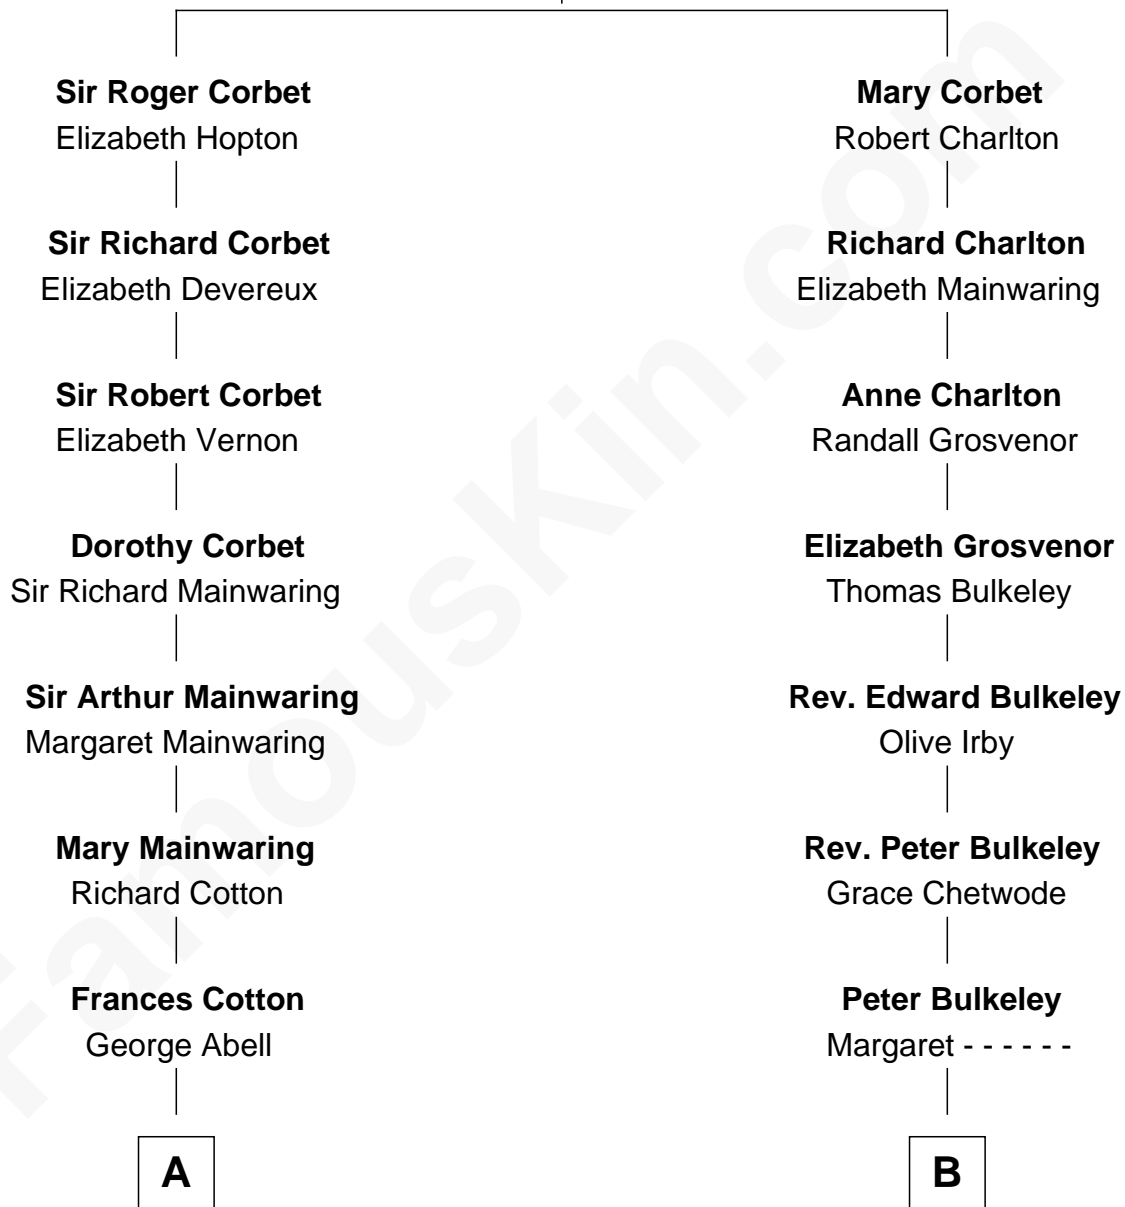 Sir Roger Corbet
Elizabeth Hopton
Sir Richard Corbet
Elizabeth Devereux
Sir Robert Corbet
Elizabeth Vernon
Dorothy Corbet
Sir Richard Mainwaring
Sir Arthur Mainwaring
Margaret Mainwaring
Mary Mainwaring
Richard Cotton
Frances Cotton
George Abell
A
Mary Corbet
Robert Charlton
Richard Charlton
Elizabeth Mainwaring
Anne Charlton
Randall Grosvenor
Elizabeth Grosvenor
Thomas Bulkeley
Rev. Edward Bulkeley
Olive Irby
Rev. Peter Bulkeley
Grace Chetwode
Peter Bulkeley
Margaret - - - - - -
B
FamousKin.com